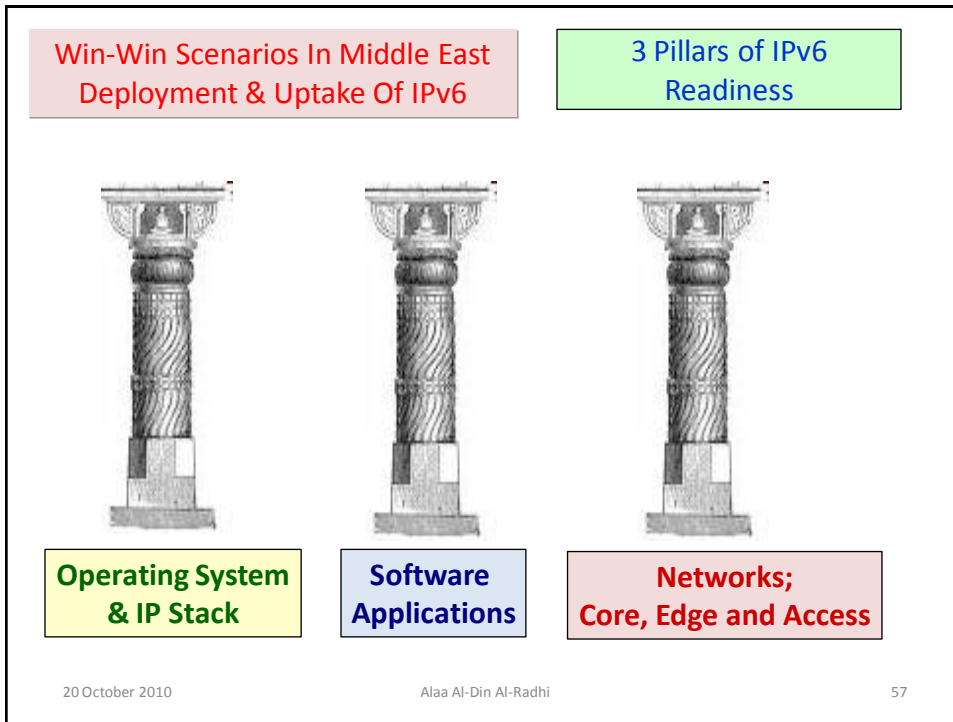 Win-Win Scenarios In Middle East
Deployment & Uptake Of IPv6
3 Pillars of IPv6
Readiness
Operating System
& IP Stack
Software
Applications
Networks;
Core, Edge and Access
20 October 2010
Alaa Al-Din Al-Radhi
57